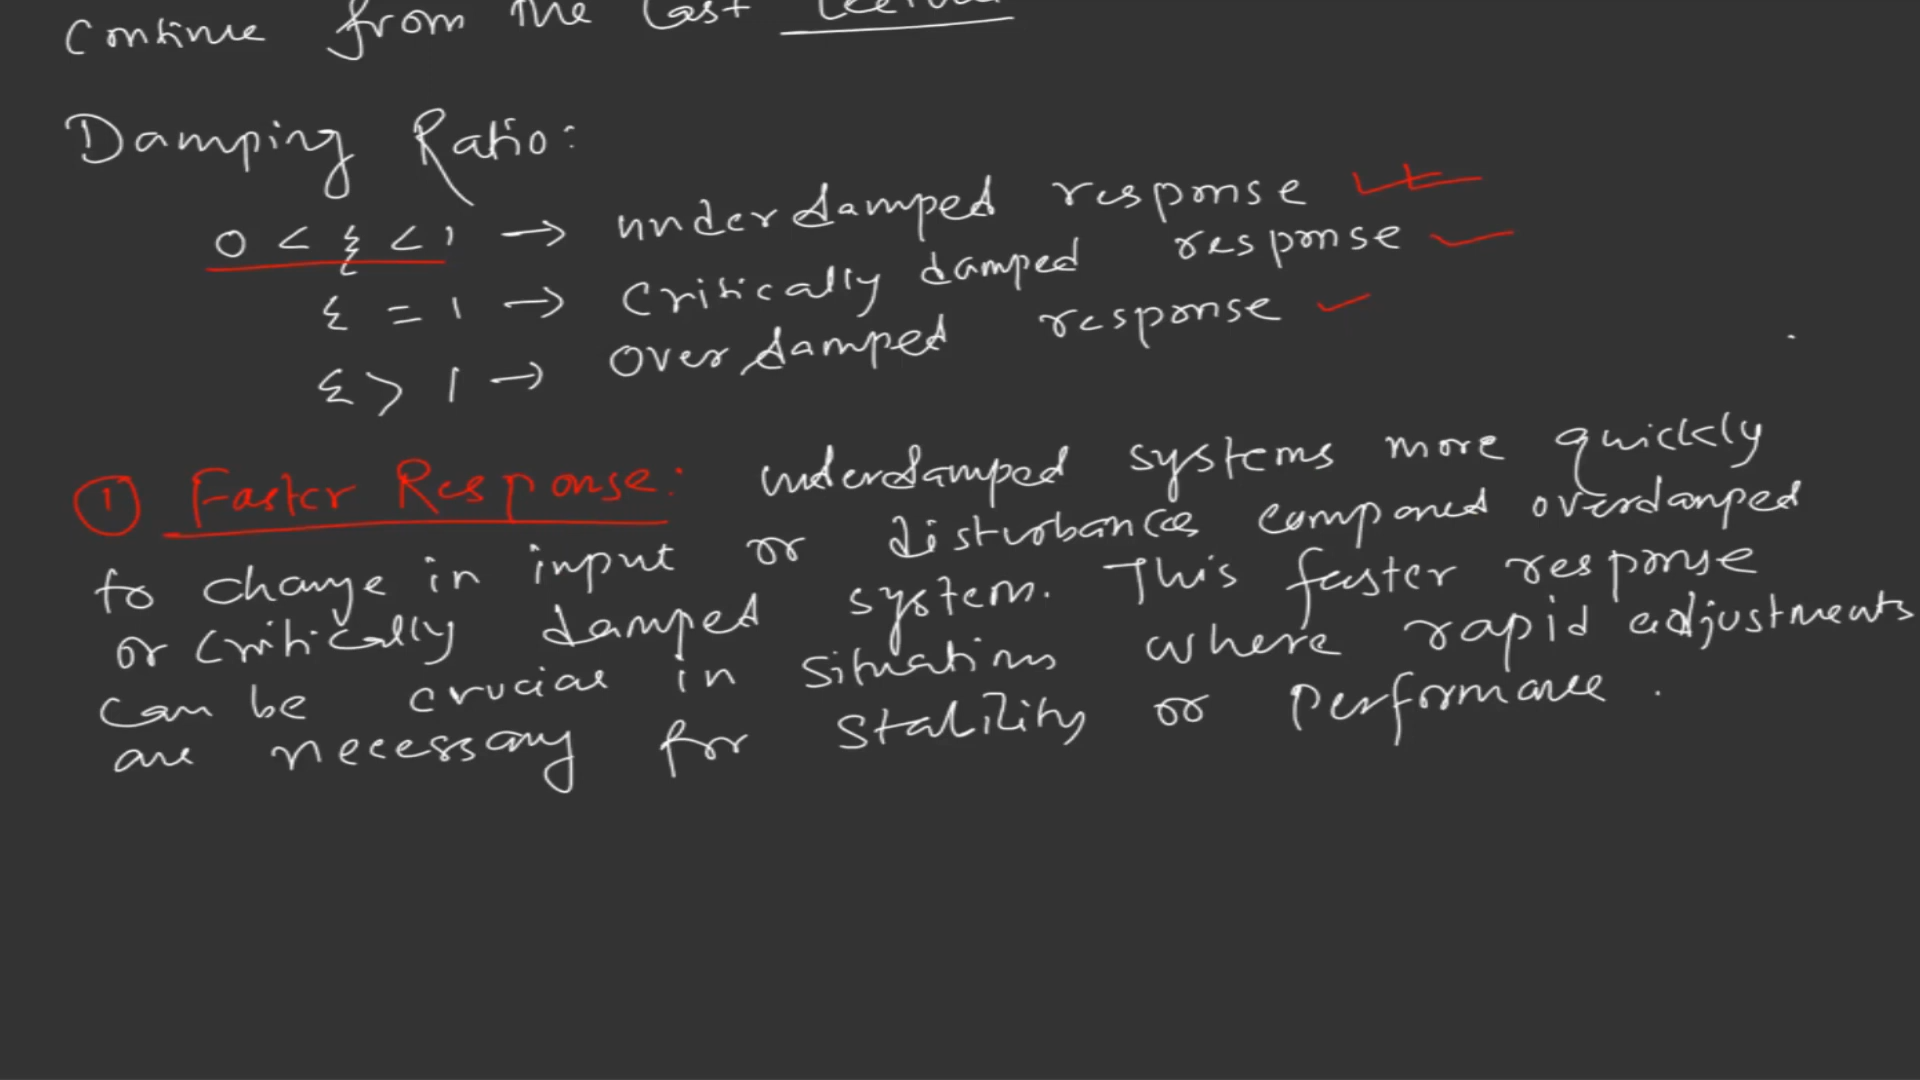 Continue from the last lecture
Damping Ratio:
0 < ξ < 1 → underdamped response
ξ = 1 → Critically damped response
ξ > 1 → Overdamped response
① Faster Response: underdamped systems more quickly
to change in input or disturbances compared overdamped
or critically damped system. This faster response
can be crucial in situations where rapid adjustments
are necessary for stability or performance.